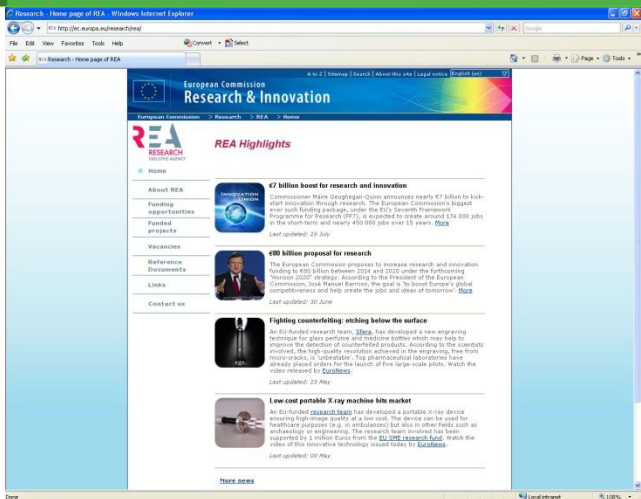 Research - Home page of REA - Windows Internet Explorer
http://ec.europa.eu/research/rea/
Google
File Edit View Favorites Tools Help
Convert Select
Research - Home page of REA
Page Tools
A to Z | Sitemap | Search | About this site | Legal notice English (en)
European Commission
Research & Innovation
European Commission > Research > REA > Home
REA
RESEARCH
EXECUTIVE AGENCY
REA Highlights
Home
About REA
Funding
opportunities
Funded
projects
Vacancies
Reference
Documents
Links
Contact us
INNOVATION
UNION
€7 billion boost for research and innovation
Commissioner Máire Geoghegan-Quinn announces nearly €7 billion to kick-
start innovation through research. The European Commission's biggest
ever such funding package, under the EU's Seventh Framework
Programme for Research (FP7), is expected to create around 174 000 jobs
in the short-term and nearly 450 000 jobs over 15 years. More
Last updated: 19 July
€80 billion proposal for research
The European Commission proposes to increase research and innovation
funding to €80 billion between 2014 and 2020 under the forthcoming
"Horizon 2020" strategy. According to the President of the European
Commission, José Manuel Barroso, the goal is 'to boost Europe's global
competitiveness and help create the jobs and ideas of tomorrow'. More
Last updated: 30 June
Fighting counterfeiting: etching below the surface
An EU-funded research team, Sfera, has developed a new engraving
technique for glass perfume and medicine bottles which may help to
improve the detection of counterfeited products. According to the scientists
involved, the high-quality resolution achieved in the engraving, free from
micro-cracks, is 'unbeatable'. Top pharmaceutical laboratories have
already placed orders for the launch of five large-scale pilots. Watch the
video released by EuroNews.
Last updated: 23 May
Low-cost portable X-ray machine hits market
An EU-funded research team has developed a portable X-ray device
ensuring high-image quality at a low cost. The device can be used for
healthcare purposes (e.g. in ambulances) but also in other fields such as
archaeology or engineering. The research team involved has been
supported by 1 million Euros from the EU SME research fund. Watch the
video of this innovative technology issued today by EuroNews.
Last updated: 00 May
More news
Done
Local intranet
100%